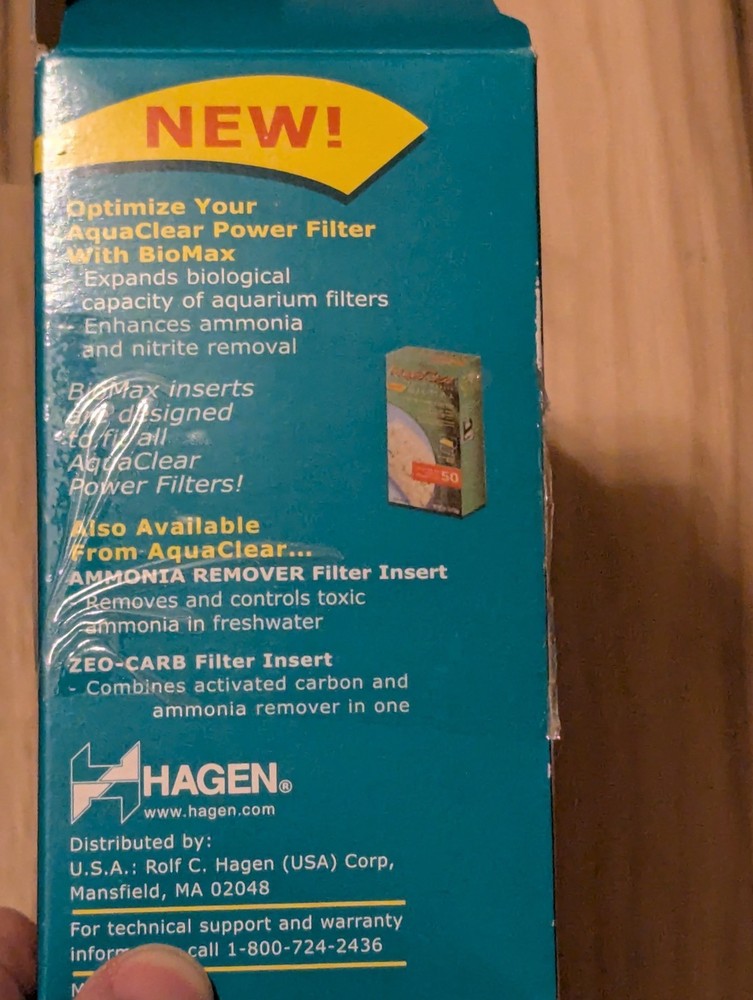 NEW!
Optimize Your
AquaClear Power Filter
With BioMax
- Expands biological
capacity of aquarium filters
- Enhances ammonia
and nitrite removal
BioMax inserts
are designed
to fit all
AquaClear
Power Filters!
AquaClear
50
Also Available
From AquaClear...
AMMONIA REMOVER Filter Insert
- Removes and controls toxic
ammonia in freshwater
ZEO-CARB Filter Insert
- Combines activated carbon and
ammonia remover in one
HAGEN®
www.hagen.com
Distributed by:
U.S.A.: Rolf C. Hagen (USA) Corp,
Mansfield, MA 02048
For technical support and warranty
call 1-800-724-2436